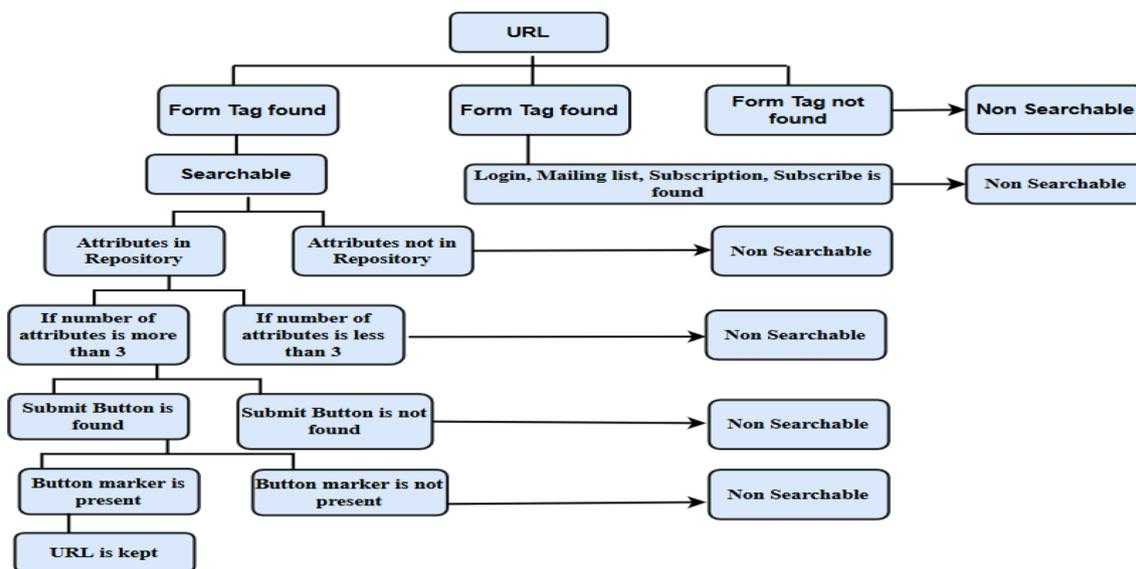 URL
Form Tag found
Form Tag found
Form Tag not
found
Non Searchable
Searchable
Login, Mailing list, Subscription, Subscribe is
found
Non Searchable
Attributes in
Repository
Attributes not in
Repository
Non Searchable
If number of
attributes is more
than 3
If number of
attributes is less
than 3
Non Searchable
Submit Button is
found
Submit Button is not
found
Non Searchable
Button marker is
present
Button marker is not
present
Non Searchable
URL is kept